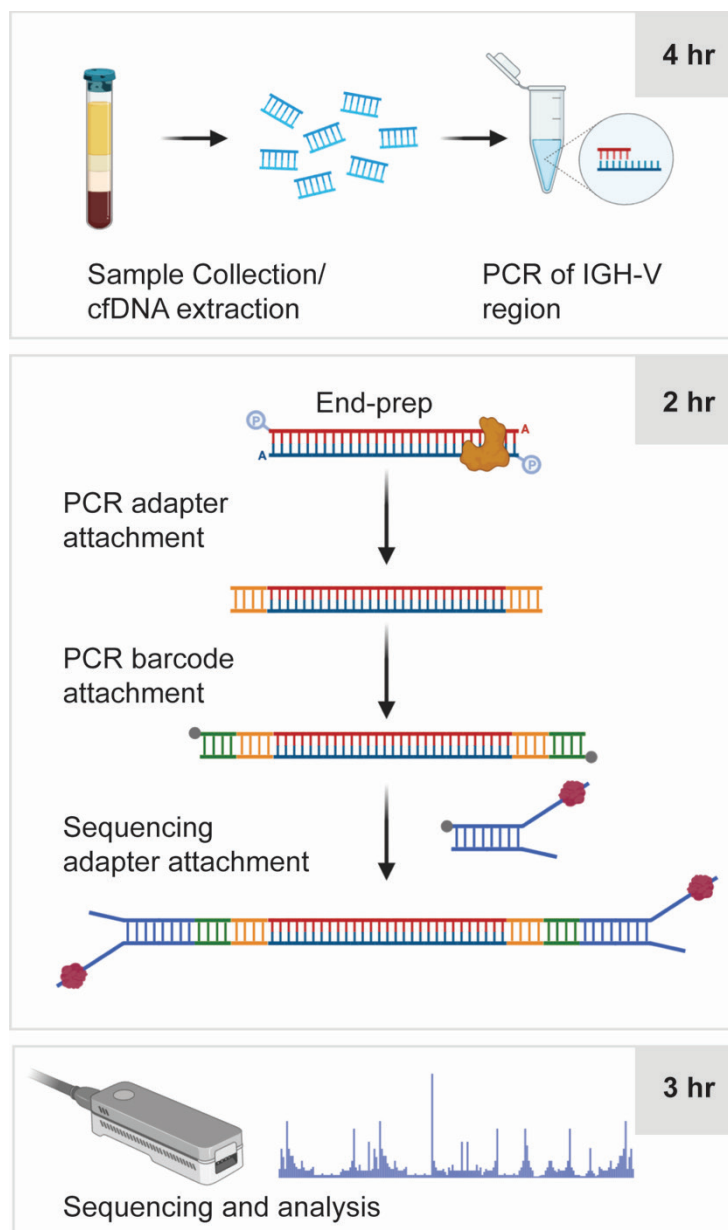 4 hr
Sample Collection/
cfDNA extraction
PCR of IGH-V
region
2 hr
End-prep
P
A
A
P
PCR adapter
attachment
PCR barcode
attachment
Sequencing
adapter attachment
3 hr
Sequencing and analysis